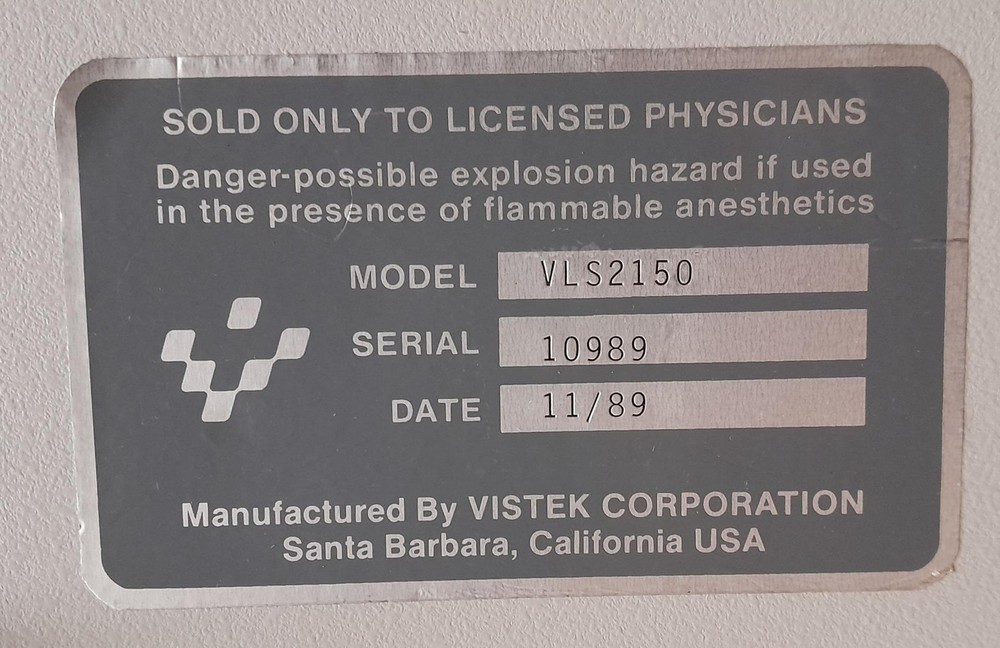 SOLD ONLY TO LICENSED PHYSICIANS
Danger-possible explosion hazard if used
in the presence of flammable anesthetics
MODEL VLS2150
SERIAL 10989
DATE 11/89
Manufactured By VISTEK CORPORATION
Santa Barbara, California USA